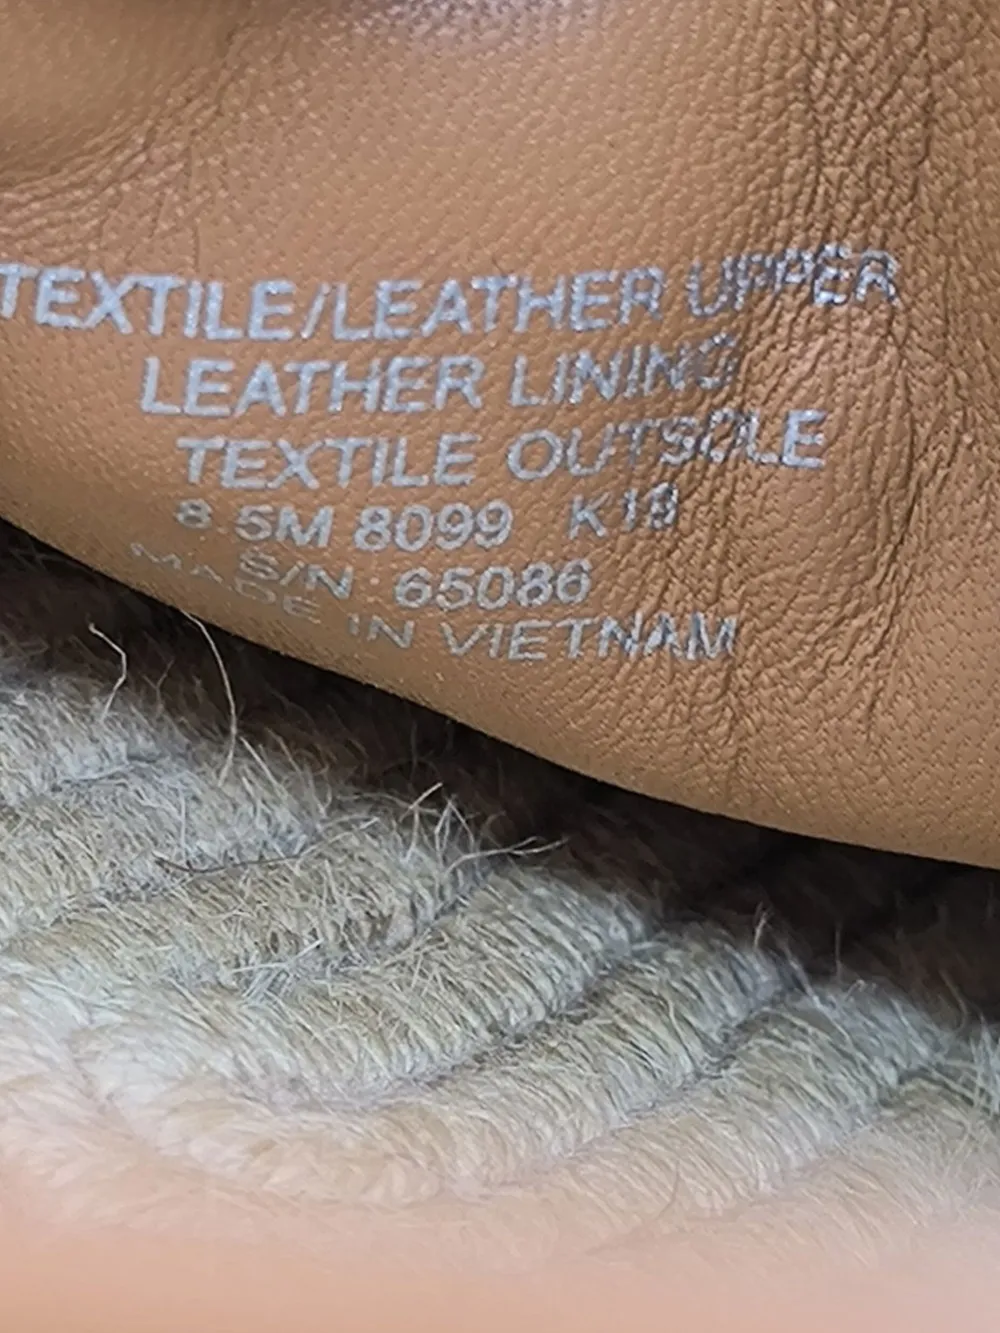 TEXTILE/LEATHER UPPER
LEATHER LINING
TEXTILE OUTSOLE
8.5M 8099 K18
S/N 65086
MADE IN VIETNAM